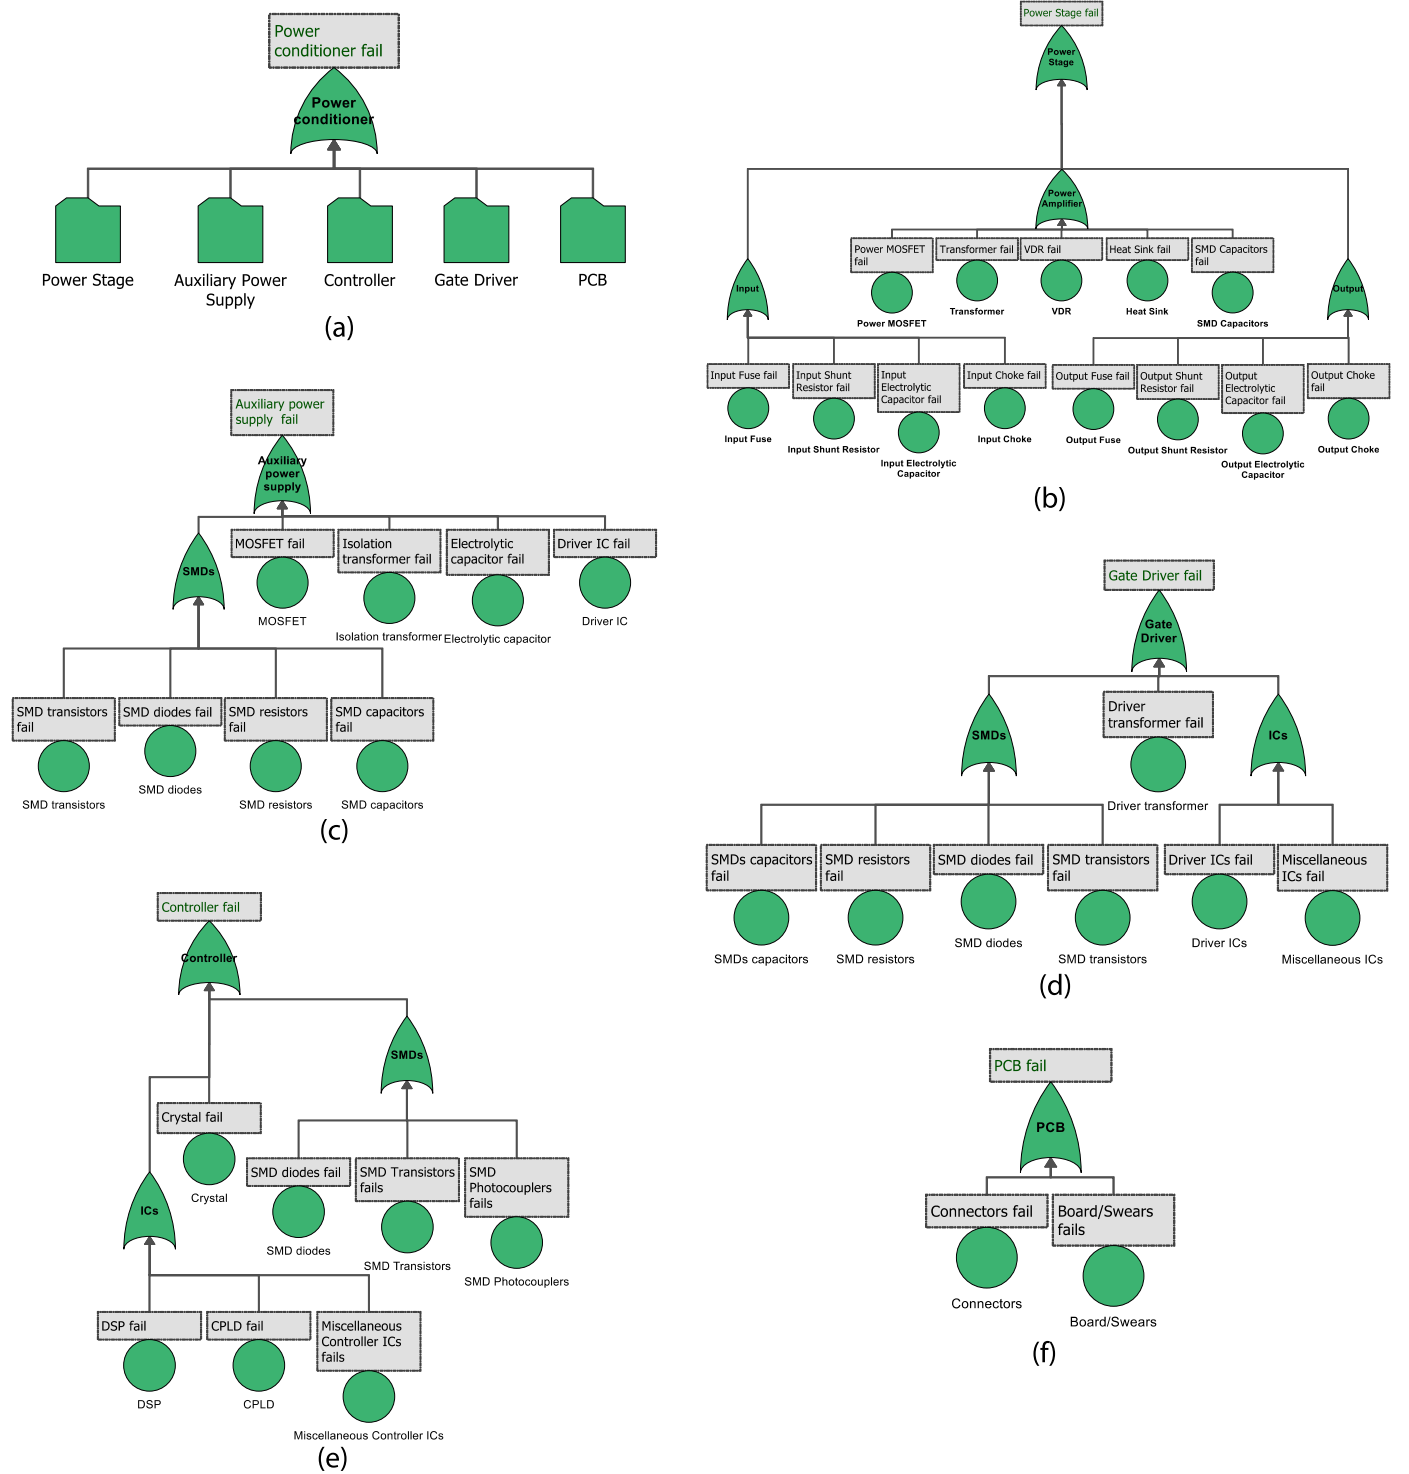 Power
conditioner fail
Power
conditioner
Power Stage
Auxiliary Power
Supply
Controller
Gate Driver
PCB
(a)
Power Stage fail
Power
Stage
Power
Amplifier
Power MOSFET
fail
Transformer fail
VDR fail
Heat Sink fail
SMD Capacitors
fail
Power MOSFET
Transformer
VDR
Heat Sink
SMD Capacitors
Input
Output
Input Fuse fail
Input Shunt
Resistor fail
Input
Electrolytic
Capacitor fail
Input Choke fail
Output Fuse fail
Output Shunt
Resistor fail
Output
Electrolytic
Capacitor fail
Output Choke
fail
Input Fuse
Input Shunt Resistor
Input Electrolytic
Capacitor
Input Choke
Output Fuse
Output Shunt Resistor
Output Electrolytic
Capacitor
Output Choke
(b)
Auxiliary power
supply fail
Auxiliary
power
supply
SMDs
MOSFET fail
Isolation
transformer fail
Electrolytic
capacitor fail
Driver IC fail
MOSFET
Isolation transformer
Electrolytic capacitor
Driver IC
SMD transistors
fail
SMD diodes fail
SMD resistors
fail
SMD capacitors
fail
SMD transistors
SMD diodes
SMD resistors
SMD capacitors
(c)
Gate Driver fail
Gate
Driver
SMDs
Driver
transformer fail
ICs
Driver transformer
SMDs capacitors
fail
SMD resistors
fail
SMD diodes fail
SMD transistors
fail
Driver ICs fail
Miscellaneous
ICs fail
SMDs capacitors
SMD resistors
SMD diodes
SMD transistors
Driver ICs
Miscellaneous ICs
(d)
Controller fail
Controller
SMDs
Crystal fail
Crystal
ICs
SMD diodes fail
SMD Transistors
fails
SMD
Photocouplers
fails
SMD diodes
SMD Transistors
SMD Photocouplers
DSP fail
CPLD fail
Miscellaneous
Controller ICs
fails
DSP
CPLD
Miscellaneous Controller ICs
(e)
PCB fail
PCB
Connectors fail
Board/Swears
fails
Connectors
Board/Swears
(f)